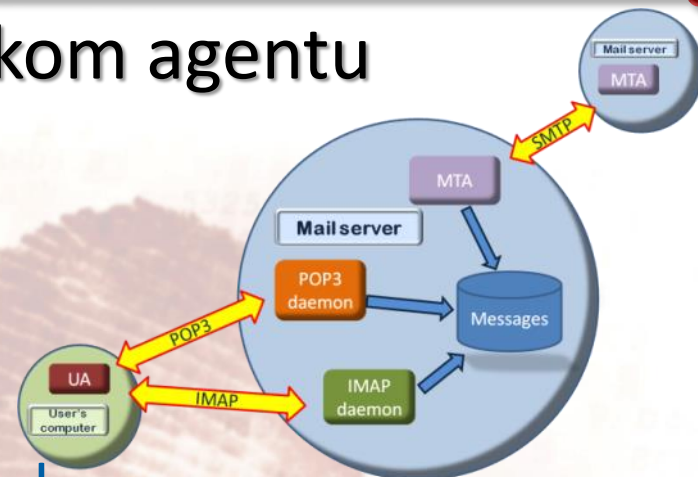 kom agentu
Mail server
MTA
SMTP
MTA
Mail server
POP3
daemon
Messages
POP3
UA
IMAP
User's
computer
IMAP
daemon